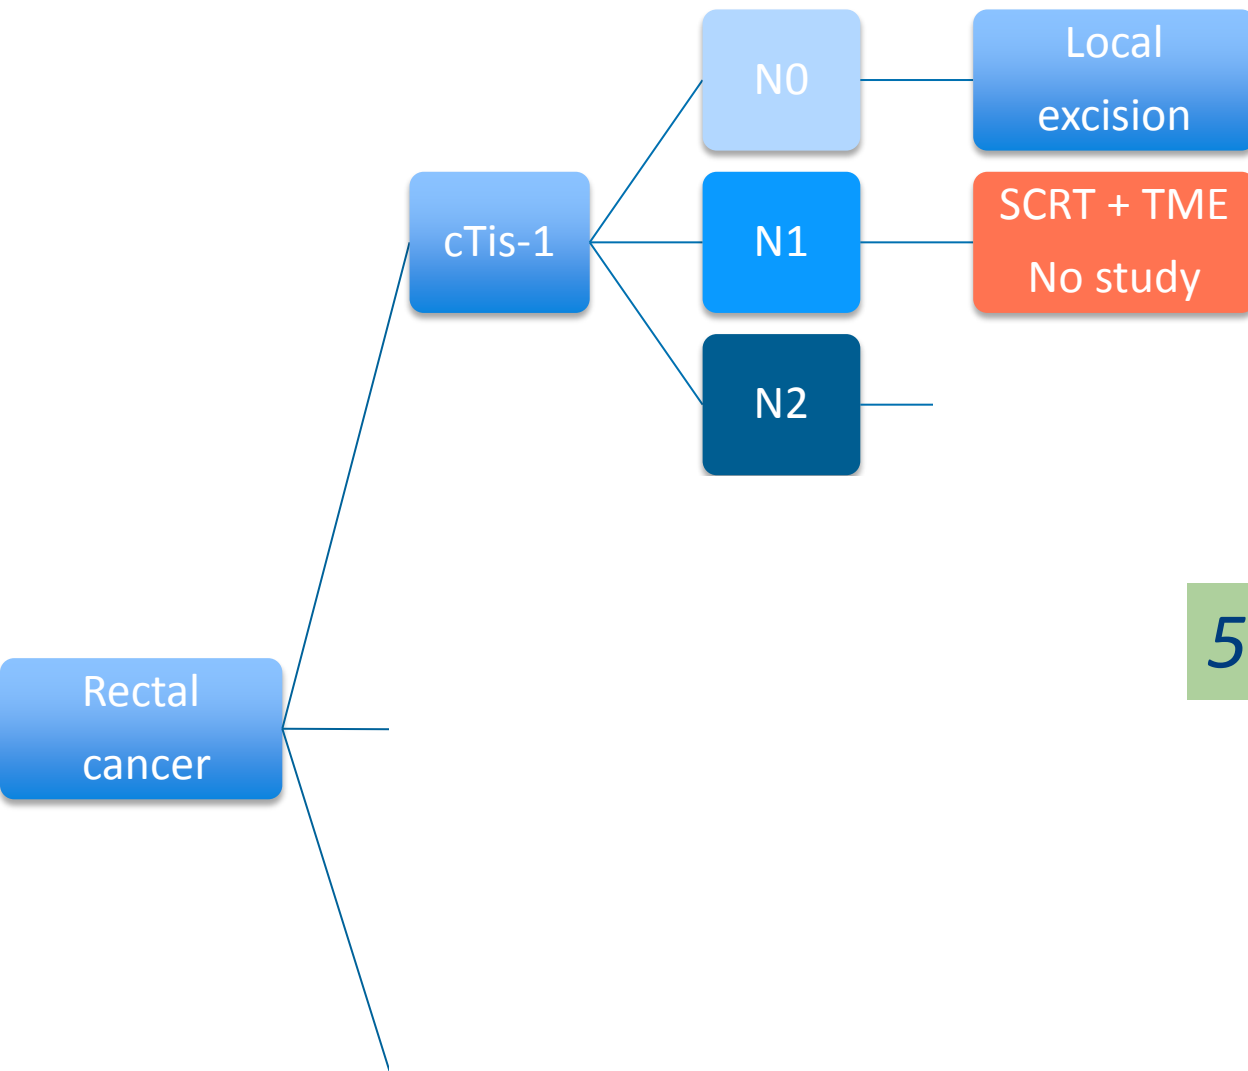 N0
Local
excision
cTis-1
N1
SCRT + TME
No study
N2
5
Rectal
cancer